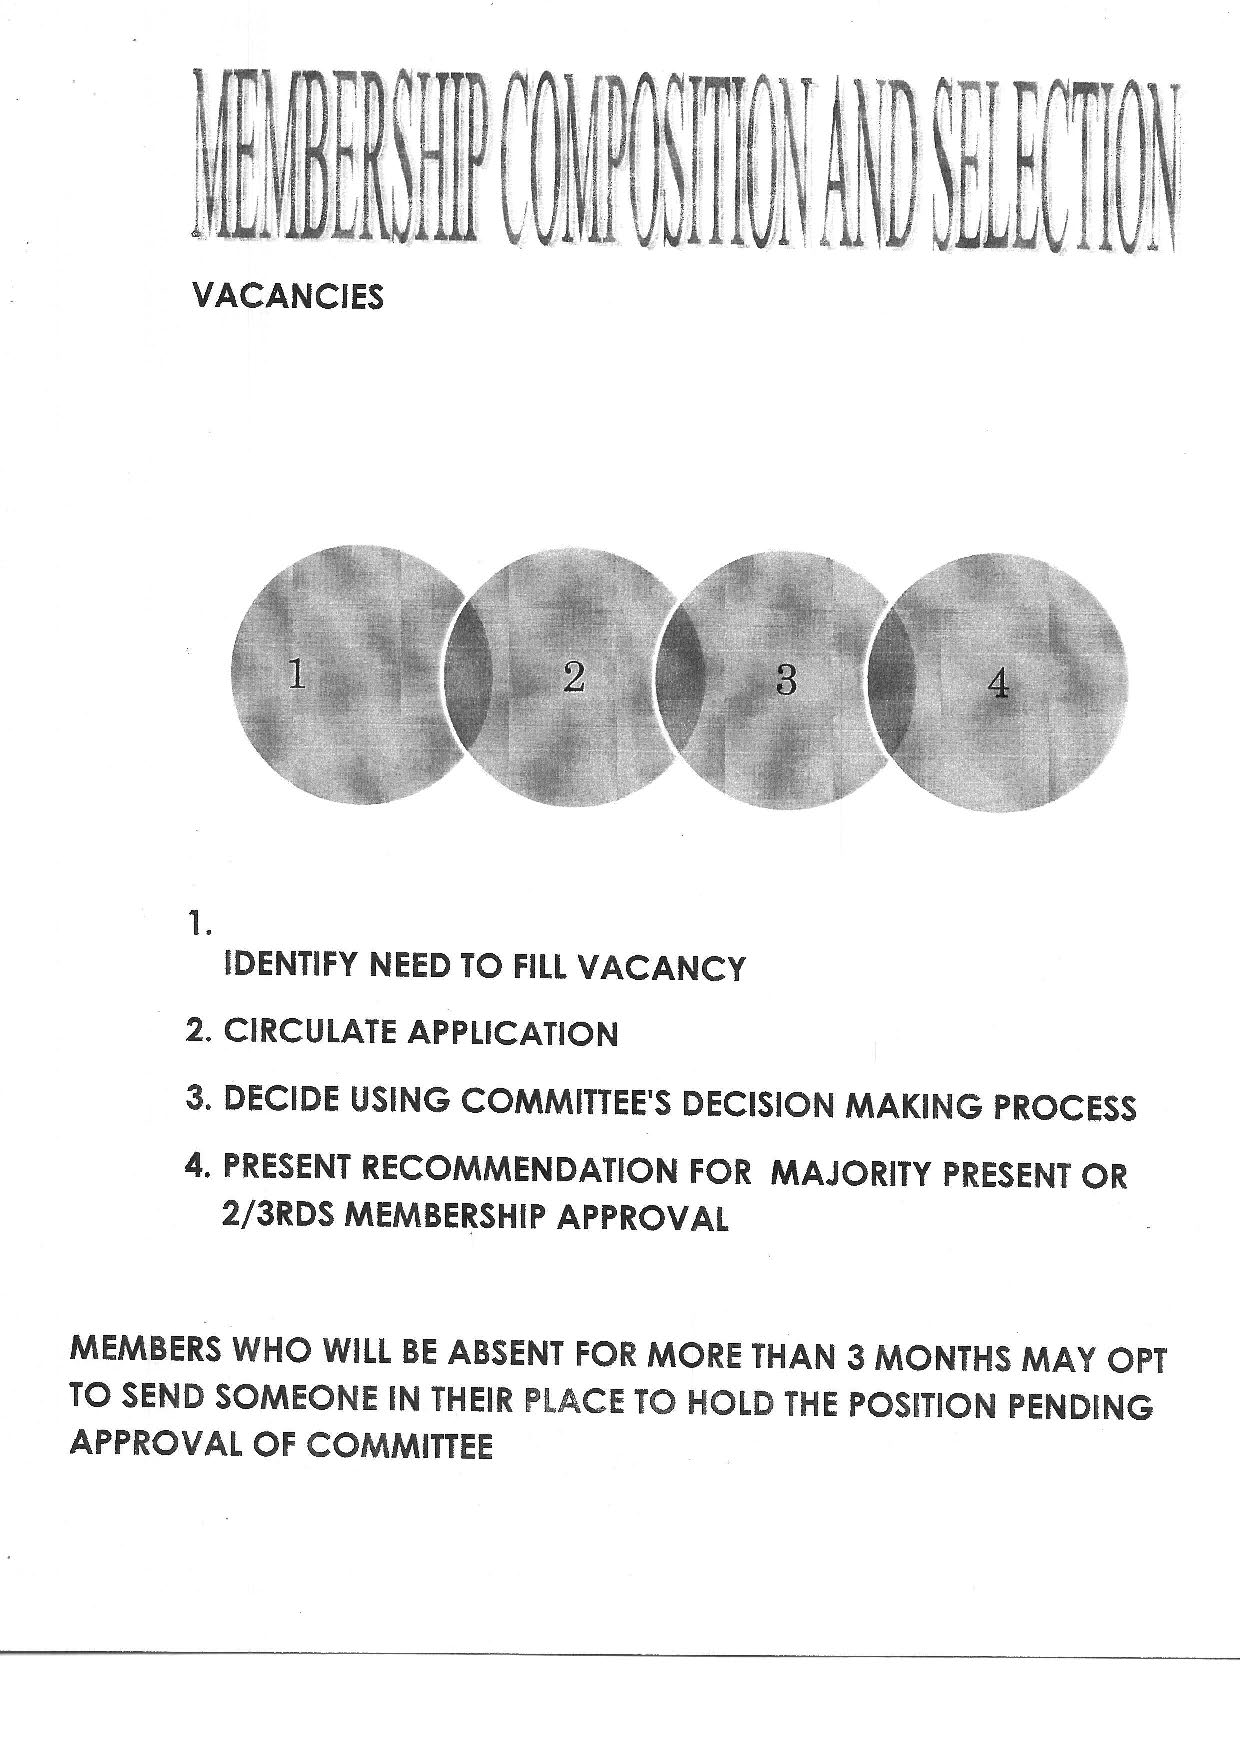 MEMBERSHIP COMPOSITION AND SELECTION
VACANCIES
1 2 3 4
1.
IDENTIFY NEED TO FILL VACANCY
2. CIRCULATE APPLICATION
3. DECIDE USING COMMITTEE'S DECISION MAKING PROCESS
4. PRESENT RECOMMENDATION FOR MAJORITY PRESENT OR
2/3RDS MEMBERSHIP APPROVAL
MEMBERS WHO WILL BE ABSENT FOR MORE THAN 3 MONTHS MAY OPT
TO SEND SOMEONE IN THEIR PLACE TO HOLD THE POSITION PENDING
APPROVAL OF COMMITTEE